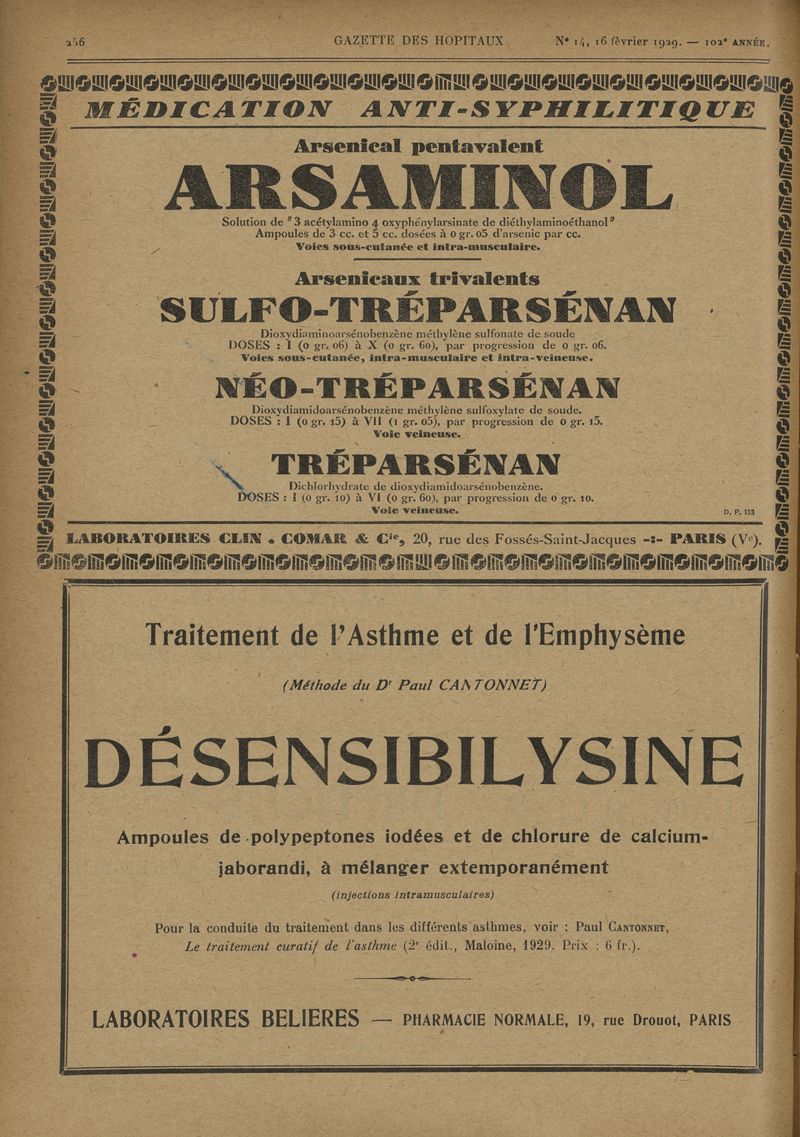 256 GAZETTE DES HOPITAUX N° 14, 16 février 1929. — 102e ANNÉE.
MÉDICATION ANTI-SYPHILITIQUE
Arsenical pentavalent
ARSAMINOL
Solution de "3 acétylamino 4 oxyphénylarsinate de diéthylaminoéthanol"
Ampoules de 3 cc. et 5 cc. dosées à 0 gr. 05 d'arsenic par cc.
Voies sous-cutanée et intra-musculaire.
Arsenicaux trivalents
SULFO-TRÉPARSÉNAN
Dioxydiaminoarsénobenzène méthylène sulfonate de soude
DOSES : I (0 gr. 06) à X (0 gr. 60), par progression de 0 gr. 06.
Voies sous-cutanée, intra-musculaire et intra-veineuse.
NÉO-TRÉPARSÉNAN
Dioxydiamidoarsénobenzène méthylène sulfoxylate de soude.
DOSES : I (0 gr. 15) à VII (1 gr. 05), par progression de 0 gr. 15.
Voie veineuse.
TRÉPARSÉNAN
Dichlorhydrate de dioxydiamidoarsénobenzène.
DOSES : I (0 gr. 10) à VI (0 gr. 60), par progression de 0 gr. 10.
Voie veineuse.
D. P. 133
LABORATOIRES CLIN . COMAR & Cie, 20, rue des Fossés-Saint-Jacques -:- PARIS (Ve).
Traitement de l'Asthme et de l'Emphysème
(Méthode du Dr Paul CANTONNET)
DÉSENSIBILYSINE
Ampoules de polypeptones iodées et de chlorure de calcium-
jaborandi, à mélanger extemporanément
(injections intramusculaires)
Pour la conduite du traitement dans les différents asthmes, voir : Paul CANTONNET,
Le traitement curatif de l'asthme (2e édit., Maloine, 1929. Prix : 6 fr.).
LABORATOIRES BELIERES — PHARMACIE NORMALE, 19, rue Drouot, PARIS